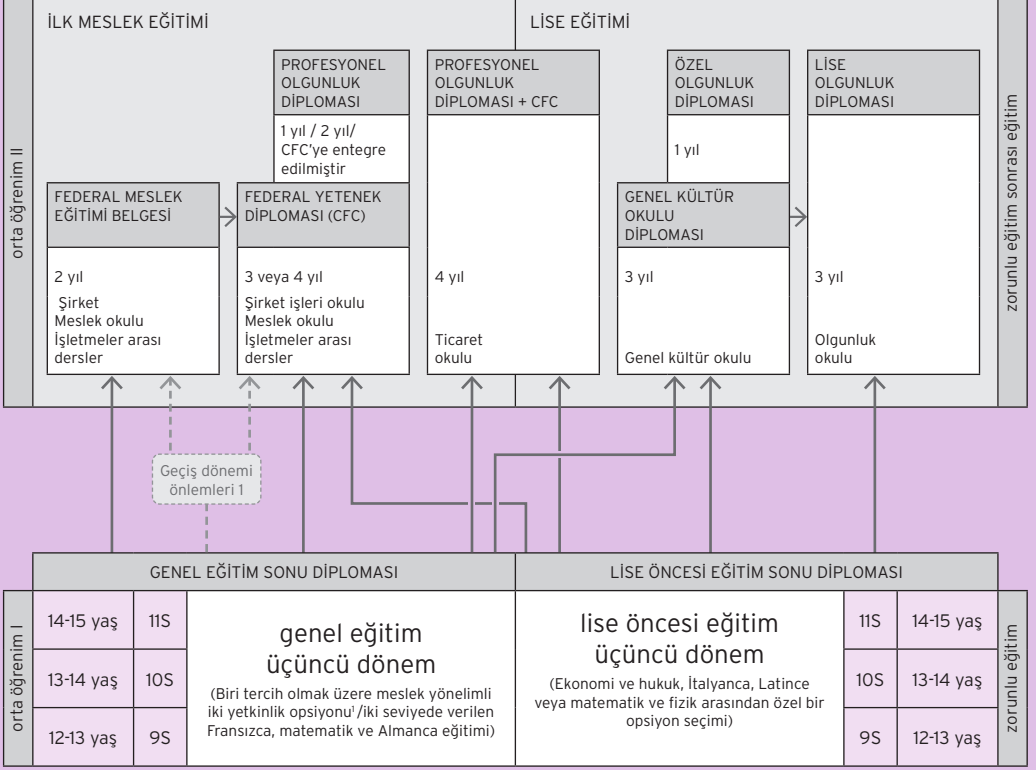 İLK MESLEK EĞİTİMİ
LİSE EĞİTİMİ
orta öğrenim II
zorunlu eğitim sonrası eğitim
PROFESYONEL
OLGUNLUK
DİPLOMASI
1 yıl / 2 yıl/
CFC'ye entegre
edilmiştir
PROFESYONEL
OLGUNLUK
DİPLOMASI + CFC
4 yıl
Ticaret
okulu
ÖZEL
OLGUNLUK
DİPLOMASI
1 yıl
LİSE
OLGUNLUK
DİPLOMASI
3 yıl
Olgunluk
okulu
FEDERAL MESLEK
EĞİTİMİ BELGESİ
2 yıl
Şirket
Meslek okulu
İşletmeler arası
dersler
FEDERAL YETENEK
DİPLOMASI (CFC)
3 veya 4 yıl
Şirket işleri okulu
Meslek okulu
İşletmeler arası
dersler
GENEL KÜLTÜR
OKULU
DİPLOMASI
3 yıl
Genel kültür okulu
Geçiş dönemi
önlemleri 1
GENEL EĞİTİM SONU DİPLOMASI
LİSE ÖNCESİ EĞİTİM SONU DİPLOMASI
orta öğrenim I
14-15 yaş
11S
13-14 yaş
10S
12-13 yaş
9S
genel eğitim
üçüncü dönem
(Biri tercih olmak üzere meslek yönelimli
iki yetkinlik opsiyonu¹/iki seviyede verilen
Fransızca, matematik ve Almanca eğitimi)
lise öncesi eğitim
üçüncü dönem
(Ekonomi ve hukuk, İtalyanca, Latince
veya matematik ve fizik arasından özel bir
opsiyon seçimi)
11S
14-15 yaş
10S
13-14 yaş
9S
12-13 yaş
zorunlu eğitim